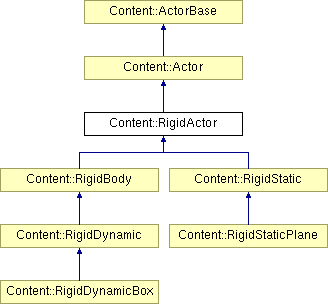 Content::ActorBase
Content::Actor
Content::RigidActor
Content::RigidBody
Content::RigidStatic
Content::RigidDynamic
Content::RigidStaticPlane
Content::RigidDynamicBox